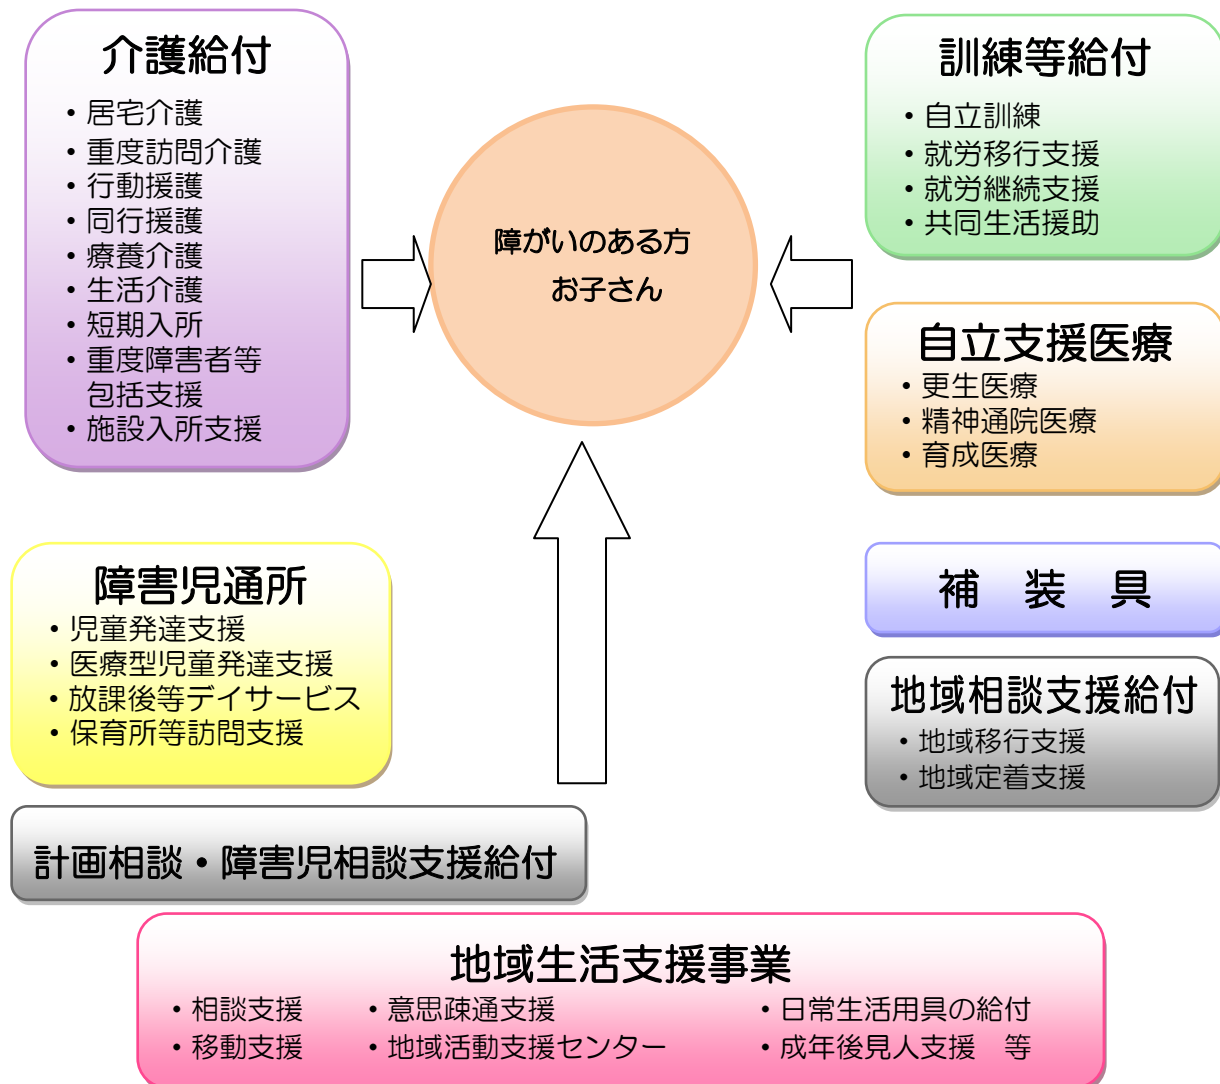 介護給付
・居宅介護
・重度訪問介護
・行動援護
・同行援護
・療養介護
・生活介護
・短期入所
・重度障害者等
包括支援
・施設入所支援
障がいのある方
お子さん
訓練等給付
・自立訓練
・就労移行支援
・就労継続支援
・共同生活援助
自立支援医療
・更生医療
・精神通院医療
・育成医療
障害児通所
・児童発達支援
・医療型児童発達支援
・放課後等デイサービス
・保育所等訪問支援
補　装　具
地域相談支援給付
・地域移行支援
・地域定着支援
計画相談・障害児相談支援給付
地域生活支援事業
・相談支援　・意思疎通支援　・日常生活用具の給付
・移動支援　・地域活動支援センター　・成年後見人支援　等